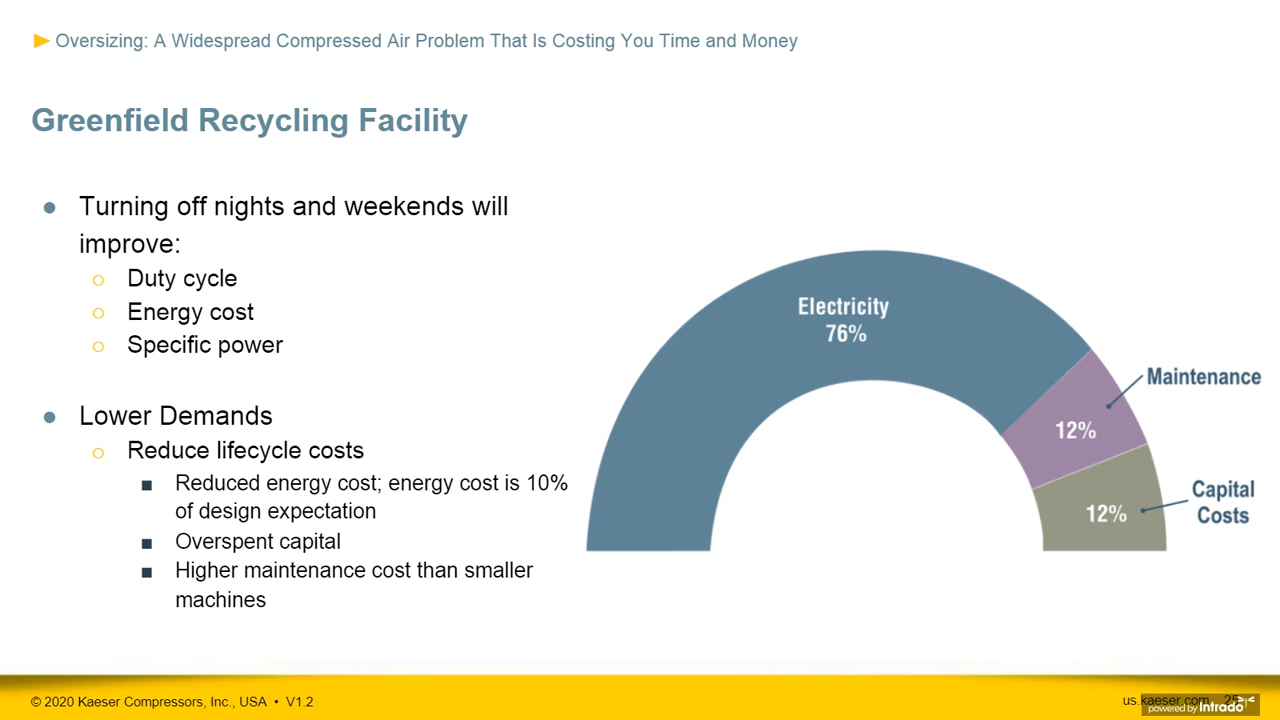 Oversizing: A Widespread Compressed Air Problem That Is Costing You Time and Money
Greenfield Recycling Facility
Turning off nights and weekends will
improve:
Duty cycle
Energy cost
Specific power
Lower Demands
Reduce lifecycle costs
Reduced energy cost; energy cost is 10%
of design expectation
Overspent capital
Higher maintenance cost than smaller
machines
Electricity
76%
Maintenance
12%
Capital
Costs
12%
© 2020 Kaeser Compressors, Inc., USA • V1.2
us.kaeser.com
powered by intrado